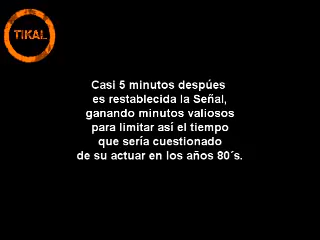 TIKAL
Casi 5 minutos despúes
es restablecida la Señal,
ganando minutos valiosos
para limitar así el tiempo
que sería cuestionado
de su actuar en los años 80´s.